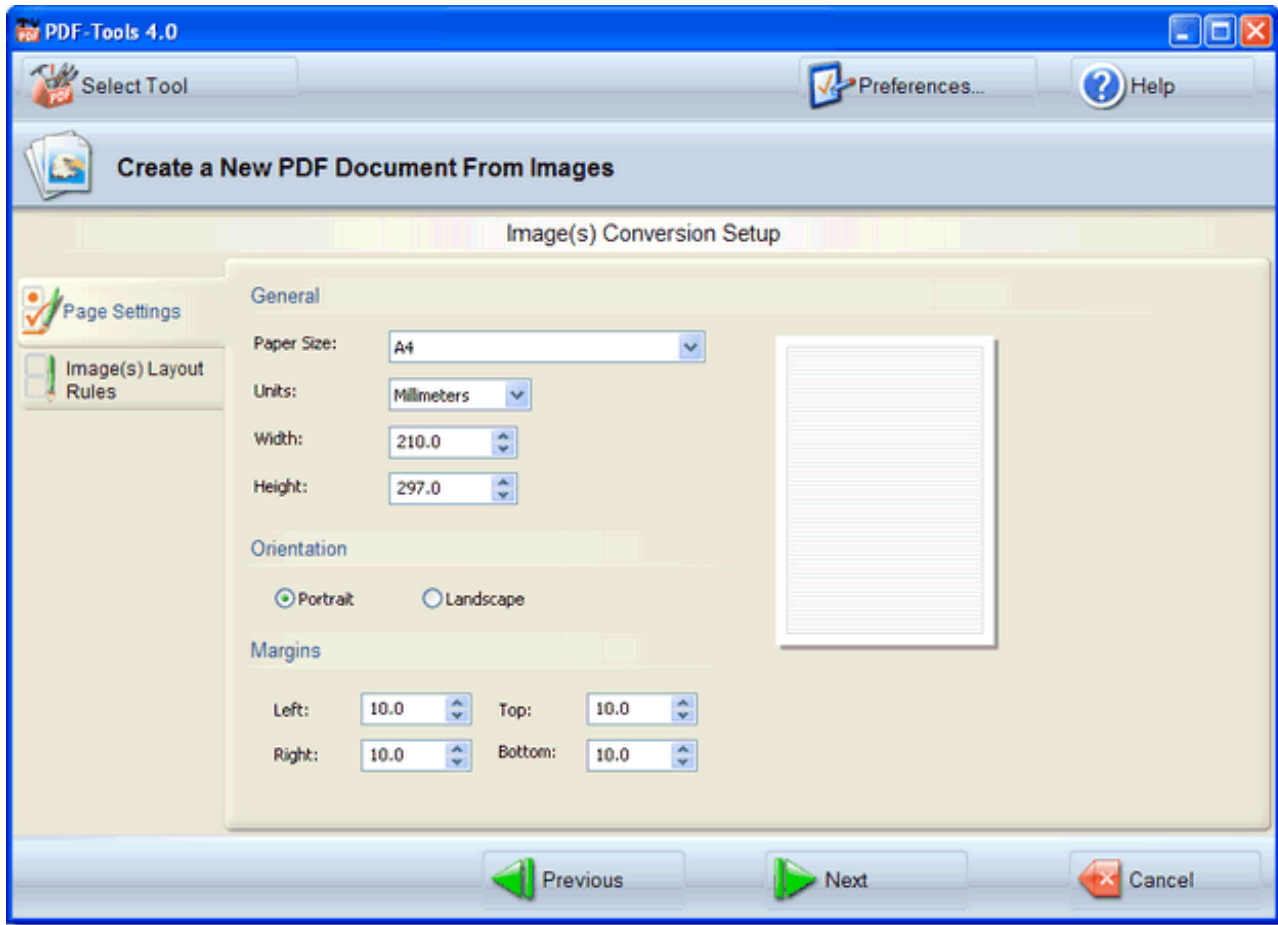 PDF-Tools 4.0
Select Tool
Preferences...
Help
Create a New PDF Document From Images
Image(s) Conversion Setup
Page Settings
Image(s) Layout
Rules
General
Paper Size: A4
Units: Millimeters
Width: 210.0
Height: 297.0
Orientation
Portrait Landscape
Margins
Left: 10.0 Top: 10.0
Right: 10.0 Bottom: 10.0
Previous
Next
Cancel